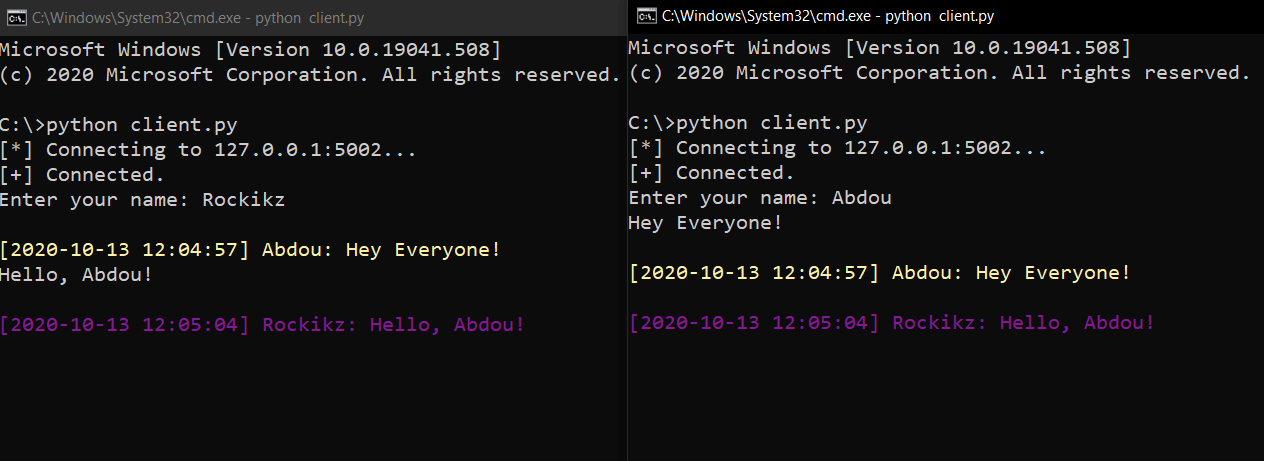 C:\Windows\System32\cmd.exe - python  client.py
Microsoft Windows [Version 10.0.19041.508]
(c) 2020 Microsoft Corporation. All rights reserved.
C:\>python client.py
[*] Connecting to 127.0.0.1:5002...
[+] Connected.
Enter your name: Rockikz
[2020-10-13 12:04:57] Abdou: Hey Everyone!
Hello, Abdou!
[2020-10-13 12:05:04] Rockikz: Hello, Abdou!
C:\Windows\System32\cmd.exe - python  client.py
Microsoft Windows [Version 10.0.19041.508]
(c) 2020 Microsoft Corporation. All rights reserved.
C:\>python client.py
[*] Connecting to 127.0.0.1:5002...
[+] Connected.
Enter your name: Abdou
Hey Everyone!
[2020-10-13 12:04:57] Abdou: Hey Everyone!
[2020-10-13 12:05:04] Rockikz: Hello, Abdou!